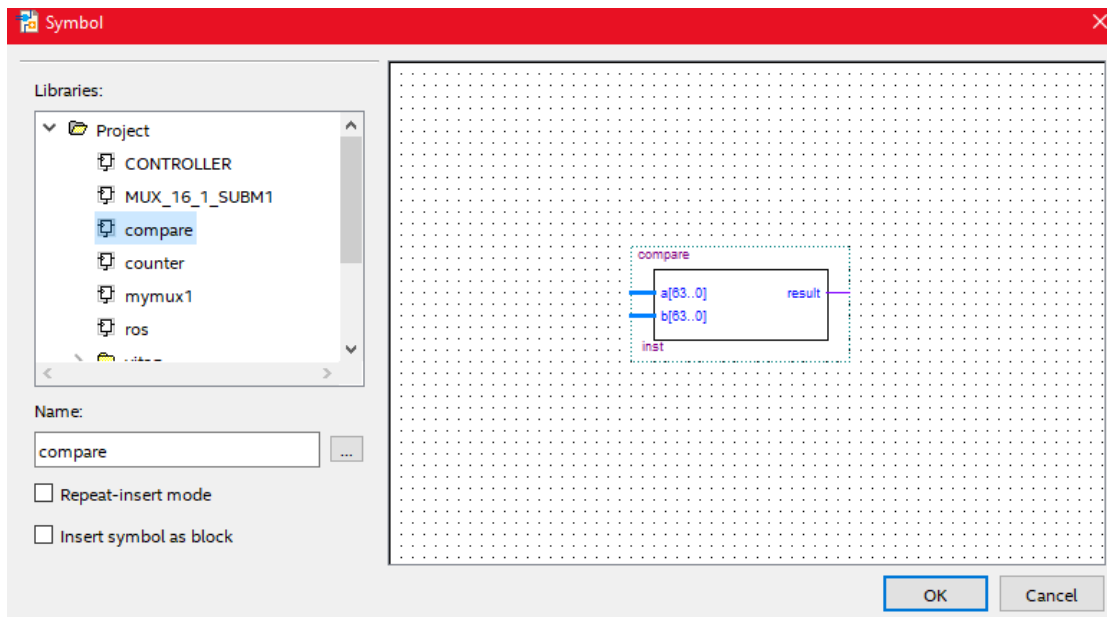 Symbol
Libraries:
Project
CONTROLLER
MUX_16_1_SUBM1
compare
counter
mymux1
ros
Name:
compare
...
Repeat-insert mode
Insert symbol as block
compare
a[63..0] result
b[63..0]
inst
OK Cancel